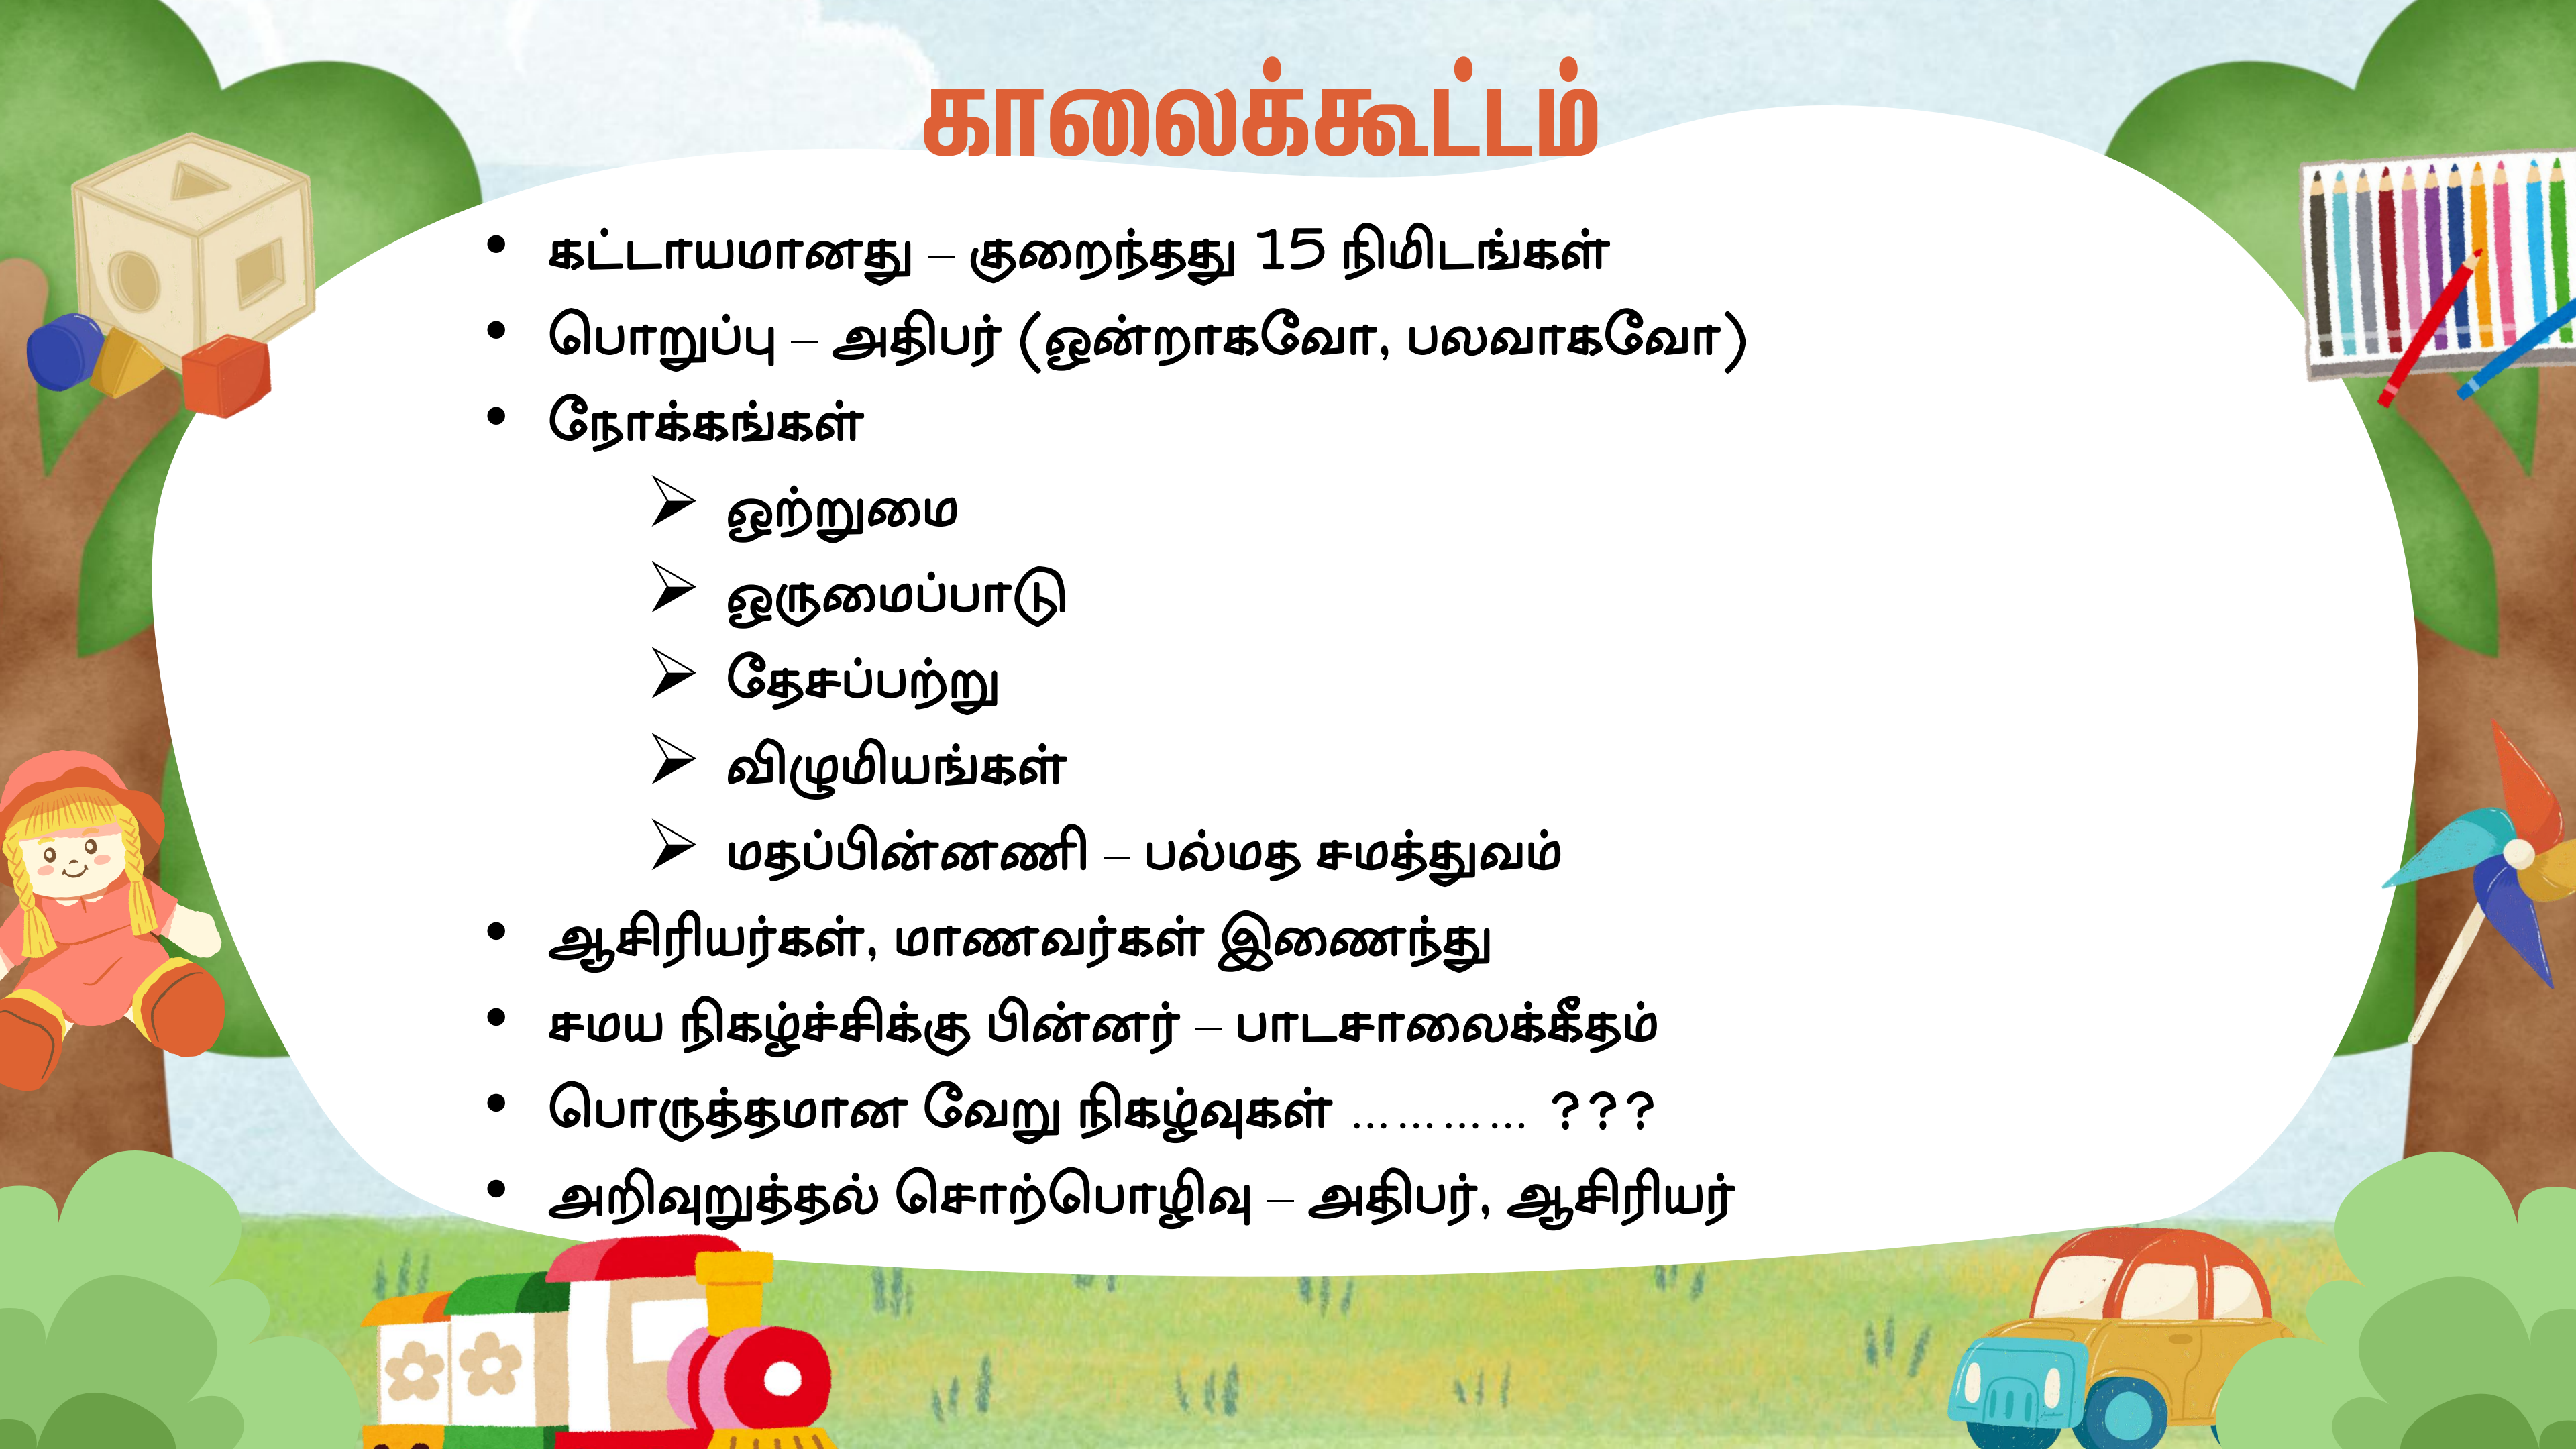 காலைக்கூட்டம்
• கட்டாயமானது – குறைந்தது 15 நிமிடங்கள்
• பொறுப்பு – அதிபர் (ஒன்றாகவோ, பலவாகவோ)
• நோக்கங்கள்
➢ ஒற்றுமை
➢ ஒருமைப்பாடு
➢ தேசப்பற்று
➢ விழுமியங்கள்
➢ மதப்பின்னணி – பல்மத சமத்துவம்
• ஆசிரியர்கள், மாணவர்கள் இணைந்து
• சமய நிகழ்ச்சிக்கு பின்னர் – பாடசாலைக்கீதம்
• பொருத்தமான வேறு நிகழ்வுகள் ………… ???
• அறிவுறுத்தல் சொற்பொழிவு – அதிபர், ஆசிரியர்